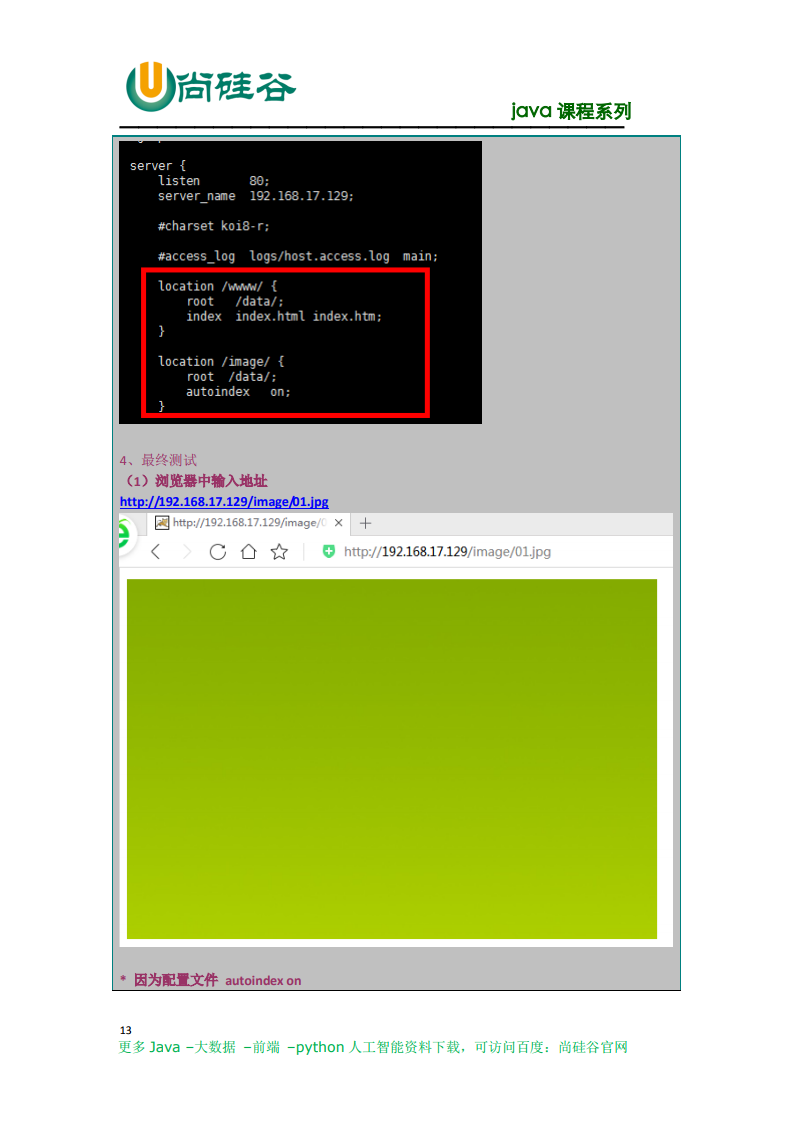 尚硅谷
java 课程系列
server {
listen 80;
server_name 192.168.17.129;
#charset koi8-r;
#access_log logs/host.access.log main;
location /www/ {
root /data/;
index index.html index.htm;
}
location /image/ {
root /data/;
autoindex on;
}
4、最终测试
（1）浏览器中输入地址
http://192.168.17.129/image/01.jpg
http://192.168.17.129/image/0
http://192.168.17.129/image/01.jpg
* 因为配置文件 autoindex on
13
更多 Java –大数据 –前端 –python 人工智能资料下载，可访问百度：尚硅谷官网